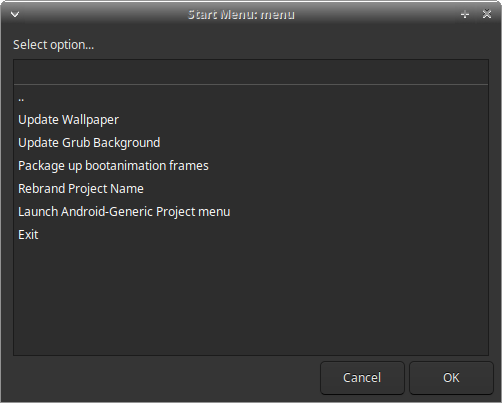 Start Menu: menu
Select option...
..
Update Wallpaper
Update Grub Background
Package up bootanimation frames
Rebrand Project Name
Launch Android-Generic Project menu
Exit
Cancel OK